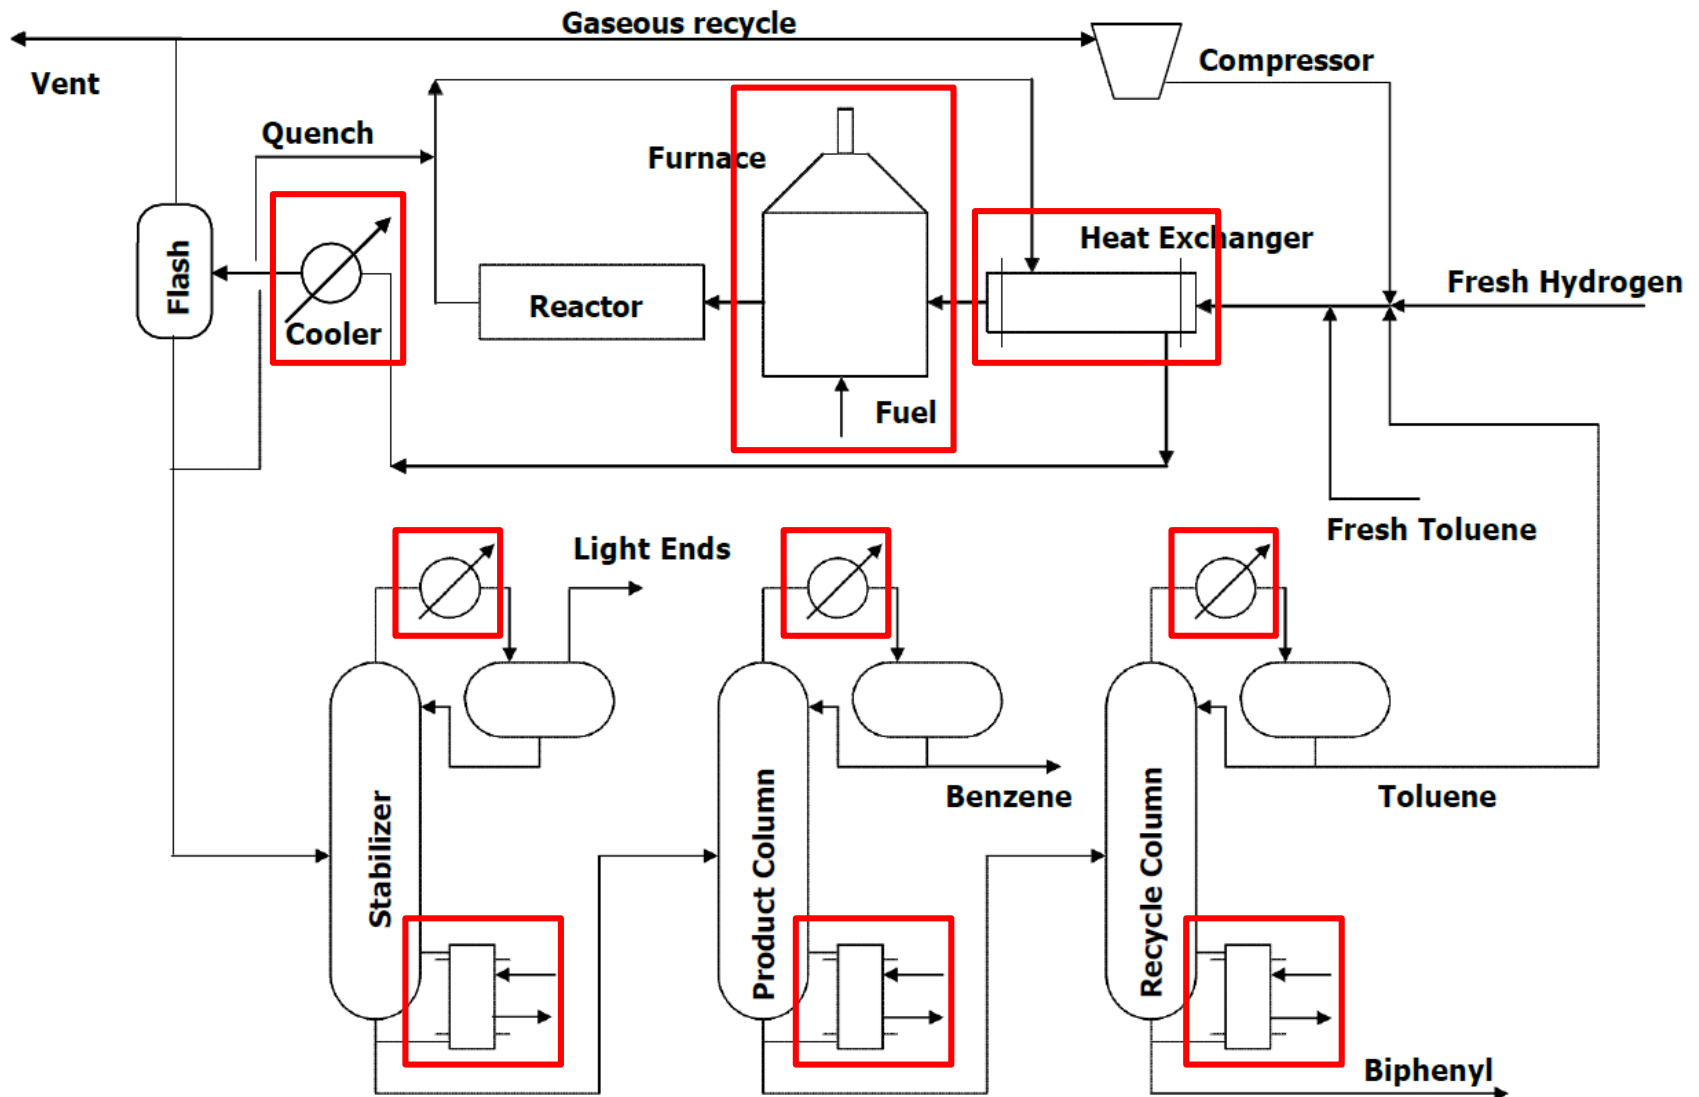 Gaseous recycle
Compressor
Vent
Quench
Furnace
Heat Exchanger
Flash
Fresh Hydrogen
Reactor
Cooler
Fuel
Fresh Toluene
Light Ends
Benzene
Toluene
Stabilizer
Product Column
Recycle Column
Biphenyl